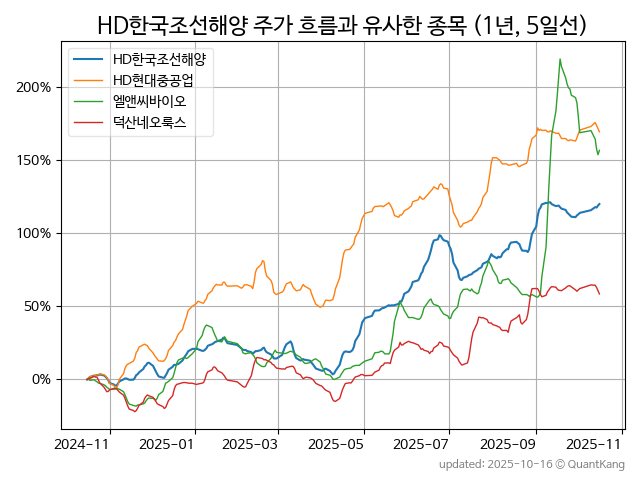 HD한국조선해양 주가 흐름과 유사한 종목 (1년, 5일선)
HD한국조선해양
HD현대중공업
엘앤씨바이오
덕산네오룩스
200%
150%
100%
50%
0%
2024-11 2025-01 2025-03 2025-05 2025-07 2025-09 2025-11
updated: 2025-10-16 © QuantKang